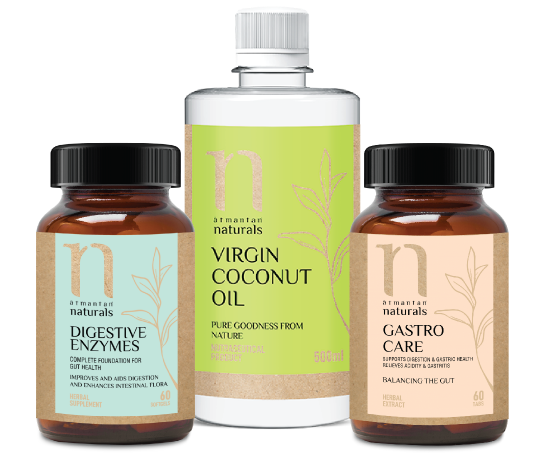 n
armantan
naturals
DIGESTIVE
ENZYMES
COMPLETE FOUNDATION FOR
GUT HEALTH
IMPROVES AND AIDS DIGESTION
AND ENHANCES INTESTINAL FLORA
HERBAL
SUPPLEMENT
60
n
armantan
naturals
VIRGIN
COCONUT
OIL
PURE GOODNESS FROM
NATURE
500 ml
n
armantan
naturals
GASTRO
CARE
SUPPORTS DIGESTION & GASTRIC HEALTH
RELIEVES ACIDITY & GASTRITIS
BALANCING THE GUT
HERBAL
EXTRACT
60